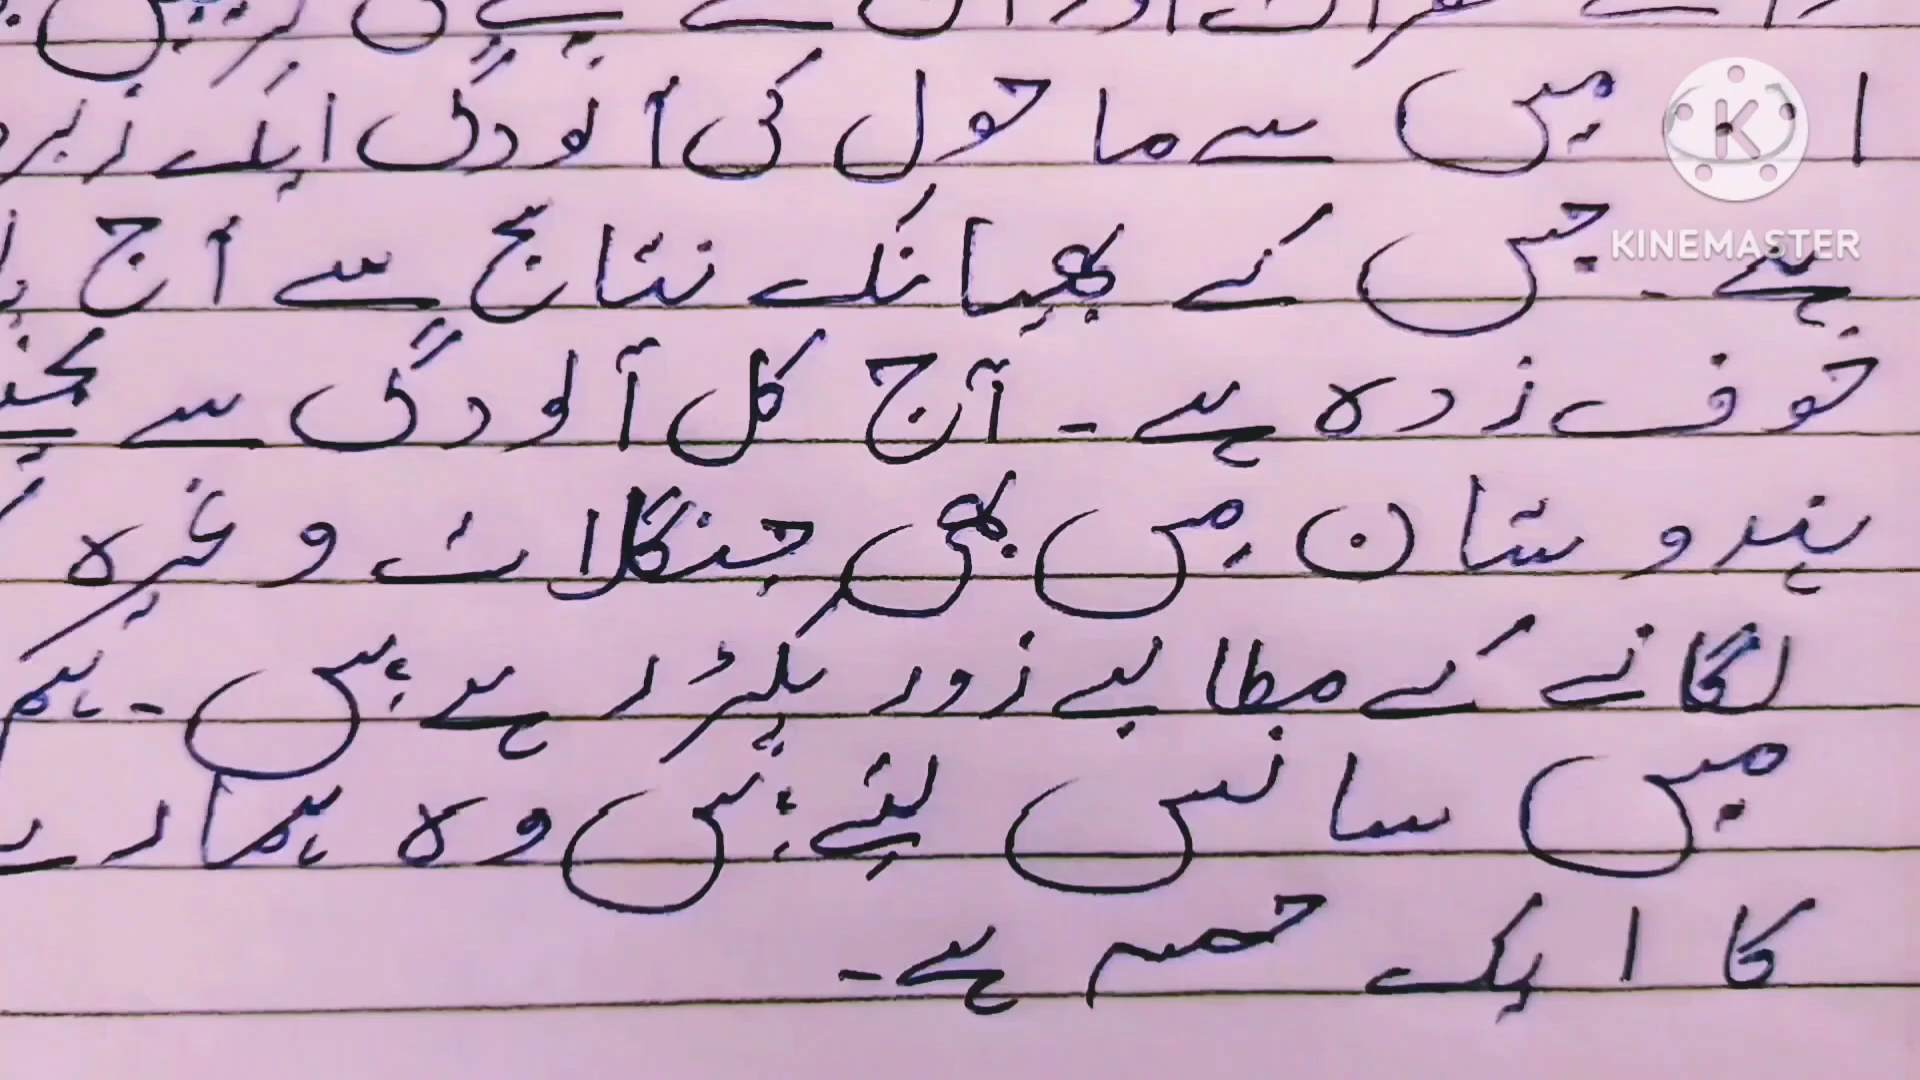 ا میں سے ماحول کی آلودگی ایک زہر
ہے۔ جس کے بھیانک نتائج سے آج
خوف زدہ ہے۔ آج کل آلودگی سے
ہندوستان میں بھی جنگلات وغیرہ
لگانے کے مطالبے زور پکڑ رہے ہیں۔ ہم
میں سانس لیتے ہیں وہ ہمارے
کا ایک حصہ ہے۔
KINEMASTER